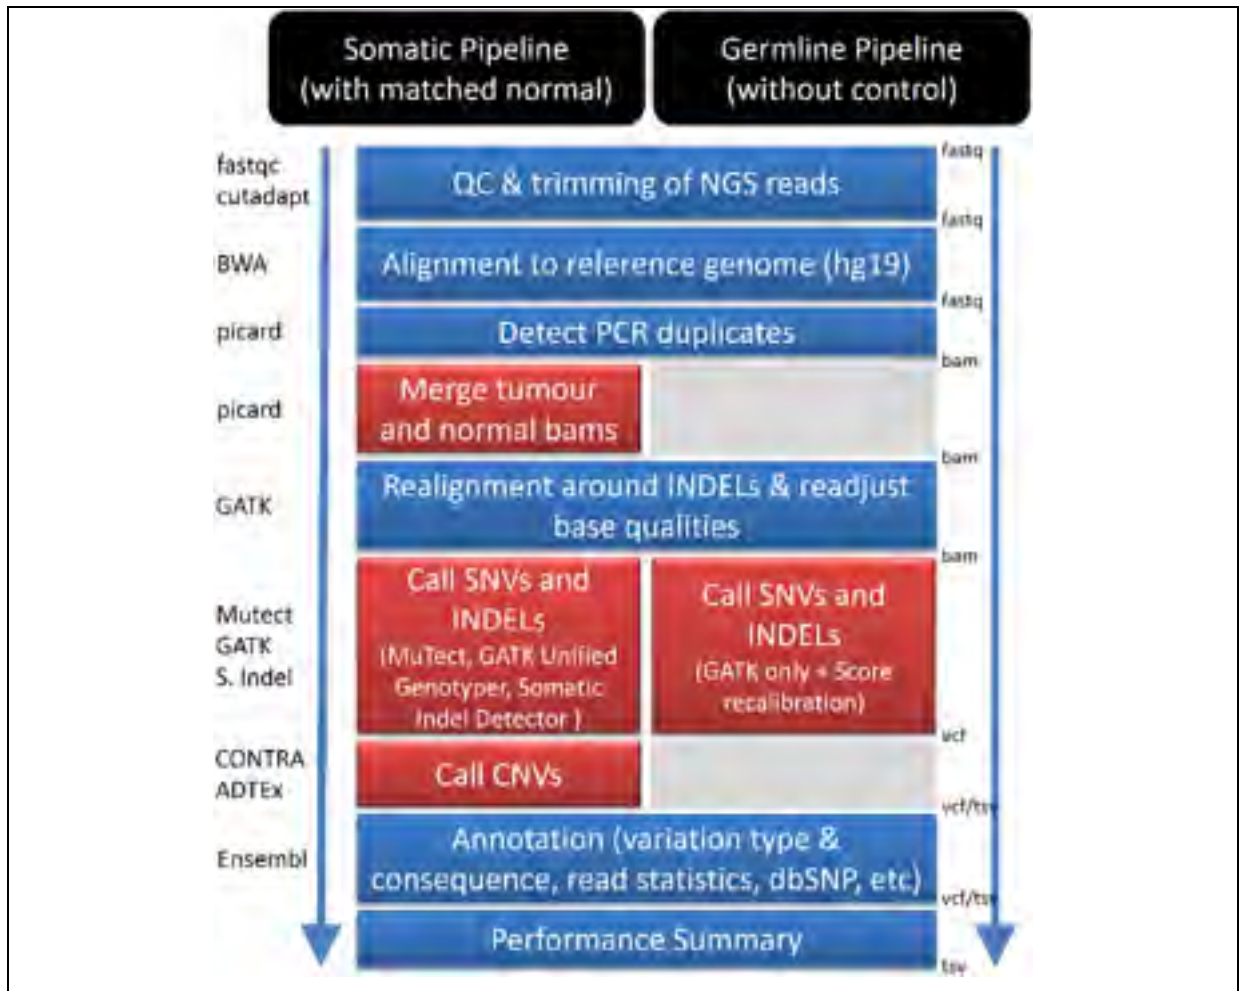 Somatic Pipeline
(with matched normal)
Germline Pipeline
(without control)
fastq
fastqc
cutadapt
QC & trimming of NGS reads
fastq
BWA
Alignment to reference genome (hg19)
fastq
picard
Detect PCR duplicates
bam
picard
Merge tumour
and normal bams
bam
GATK
Realignment around INDELs & readjust
base qualities
bam
Mutect
GATK
S. Indel
Call SNVs and
INDELs
(MuTect, GATK Unified
Genotyper, Somatic
Indel Detector )
Call SNVs and
INDELs
(GATK only + Score
recalibration)
vcf
CONTRA
ADTEx
Call CNVs
vcf/tsv
Ensembl
Annotation (variation type &
consequence, read statistics, dbSNP, etc)
vcf/tsv
Performance Summary
tsv